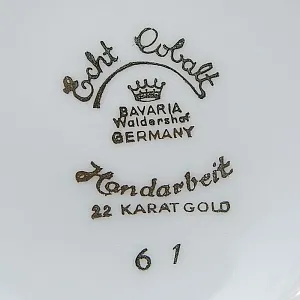 Echt Cobalt
BAVARIA
Waldershof
GERMANY
Handarbeit
22 KARAT GOLD
6 1